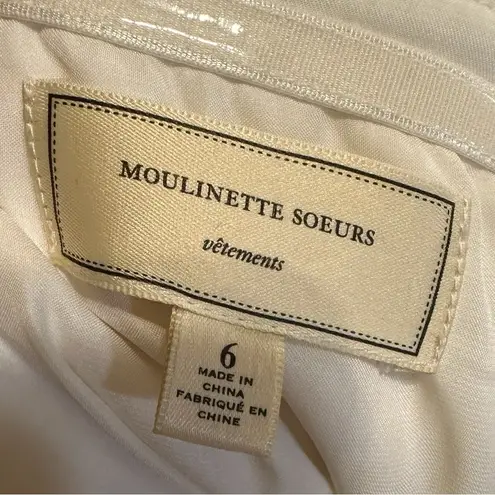 MOULINETTE SOEURS
vêtements
6
MADE IN
CHINA
FABRIQUÉ EN
CHINE